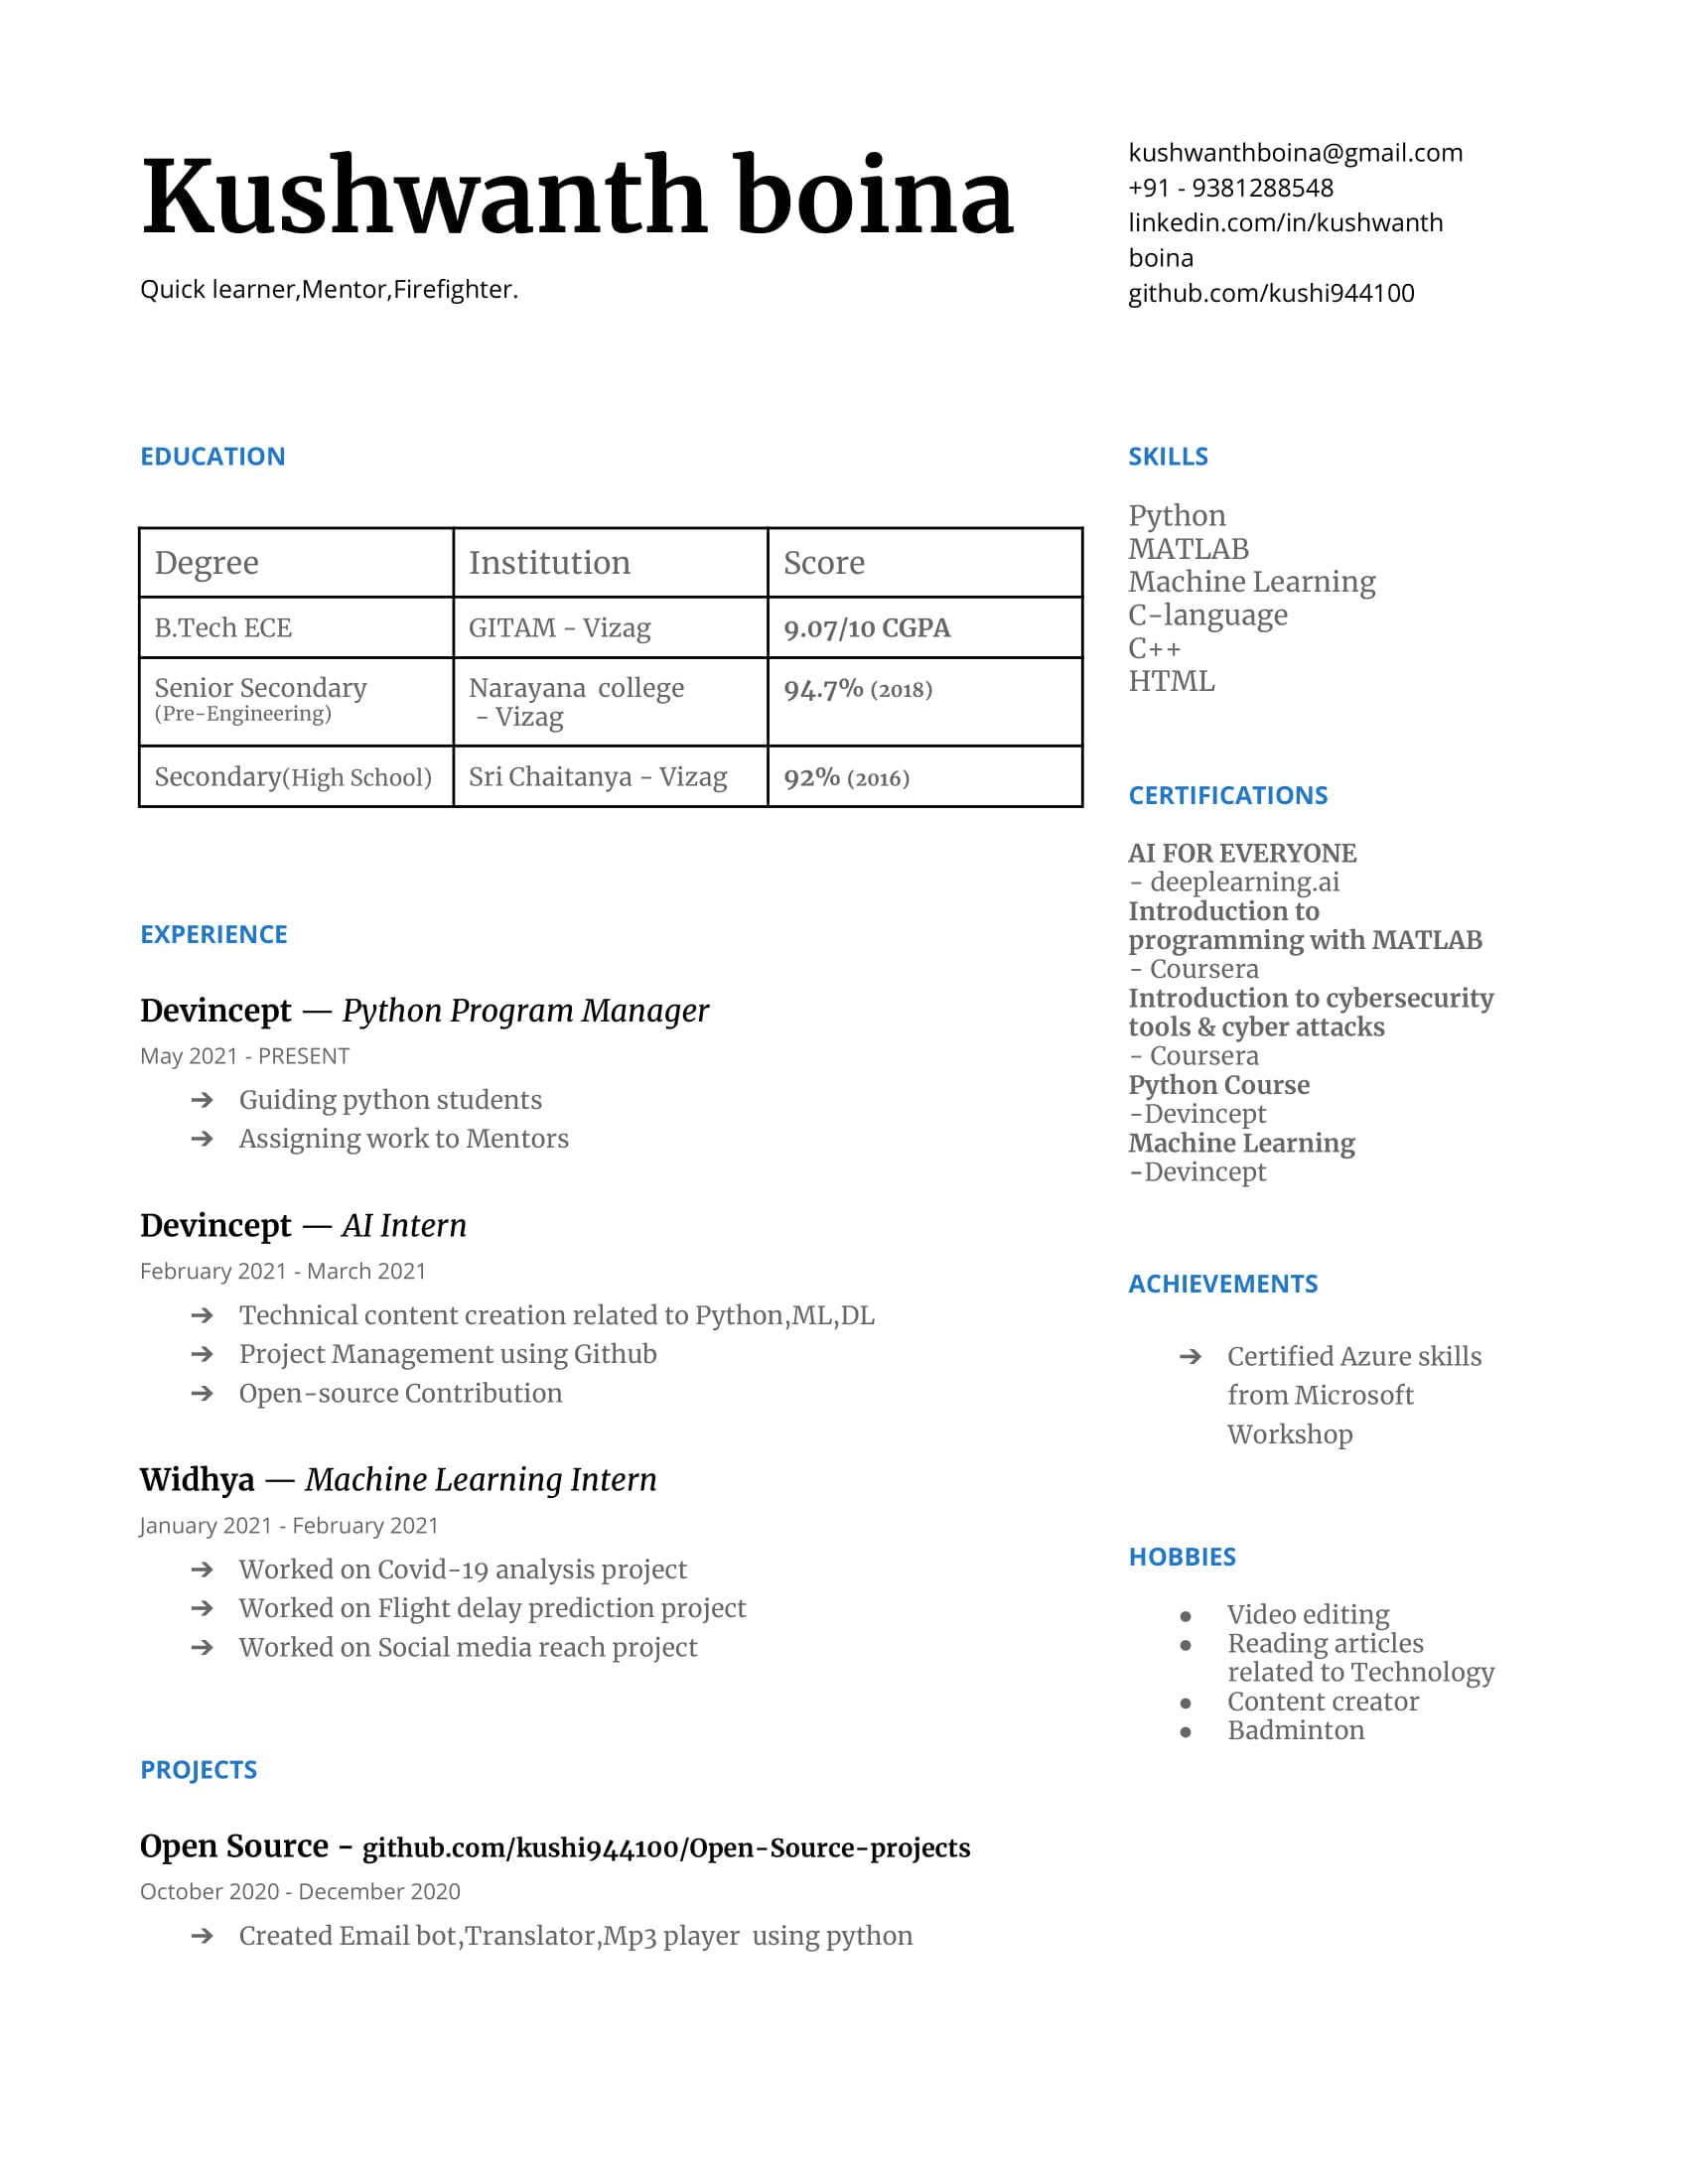 Kushwanth boina
Quick learner,Mentor,Firefighter.
kushwanthboina@gmail.com
+91 - 9381288548
linkedin.com/in/kushwanth
boina
github.com/kushi944100
EDUCATION
Degree Institution Score
B.Tech ECE GITAM - Vizag 9.07/10 CGPA
Senior Secondary Narayana  college 94.7% (2018)
(Pre-Engineering) - Vizag
Secondary(High School) Sri Chaitanya - Vizag 92% (2016)
EXPERIENCE
Devincept — Python Program Manager
May 2021 - PRESENT
➔ Guiding python students
➔ Assigning work to Mentors
Devincept — AI Intern
February 2021 - March 2021
➔ Technical content creation related to Python,ML,DL
➔ Project Management using Github
➔ Open-source Contribution
Widhya — Machine Learning Intern
January 2021 - February 2021
➔ Worked on Covid-19 analysis project
➔ Worked on Flight delay prediction project
➔ Worked on Social media reach project
PROJECTS
Open Source - github.com/kushi944100/Open-Source-projects
October 2020 - December 2020
➔ Created Email bot,Translator,Mp3 player  using python
SKILLS
Python
MATLAB
Machine Learning
C-language
C++
HTML
CERTIFICATIONS
AI FOR EVERYONE
- deeplearning.ai
Introduction to
programming with MATLAB
- Coursera
Introduction to cybersecurity
tools & cyber attacks
- Coursera
Python Course
-Devincept
Machine Learning
-Devincept
ACHIEVEMENTS
➔ Certified Azure skills
from Microsoft
Workshop
HOBBIES
● Video editing
● Reading articles
related to Technology
● Content creator
● Badminton